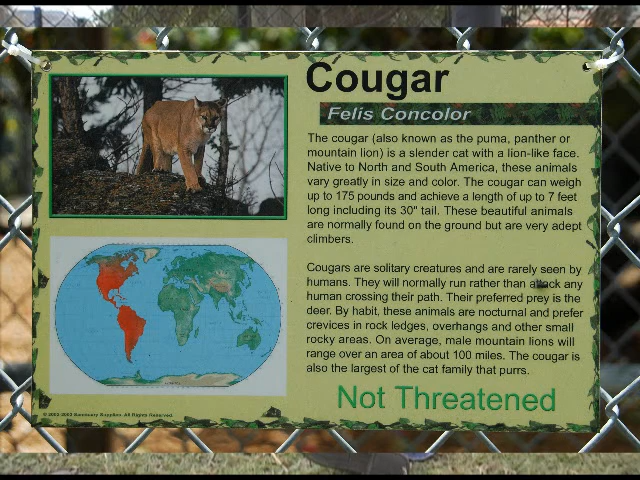 Cougar
Felis Concolor
The cougar (also known as the puma, panther or
mountain lion) is a slender cat with a lion-like face.
Native to North and South America, these animals
vary greatly in size and color. The cougar can weigh
up to 175 pounds and achieve a length of up to 7 feet
long including its 30" tail. These beautiful animals
are normally found on the ground but are very adept
climbers.
Cougars are solitary creatures and are rarely seen by
humans. They will normally run rather than attack any
human crossing their path. Their preferred prey is the
deer. By habit, these animals are nocturnal and prefer
crevices in rock ledges, overhangs and other small
rocky areas. On average, male mountain lions will
range over an area of about 100 miles. The cougar is
also the largest of the cat family that purrs.
Not Threatened
© 2002-2003 Sanctuary Supplies. All Rights Reserved.